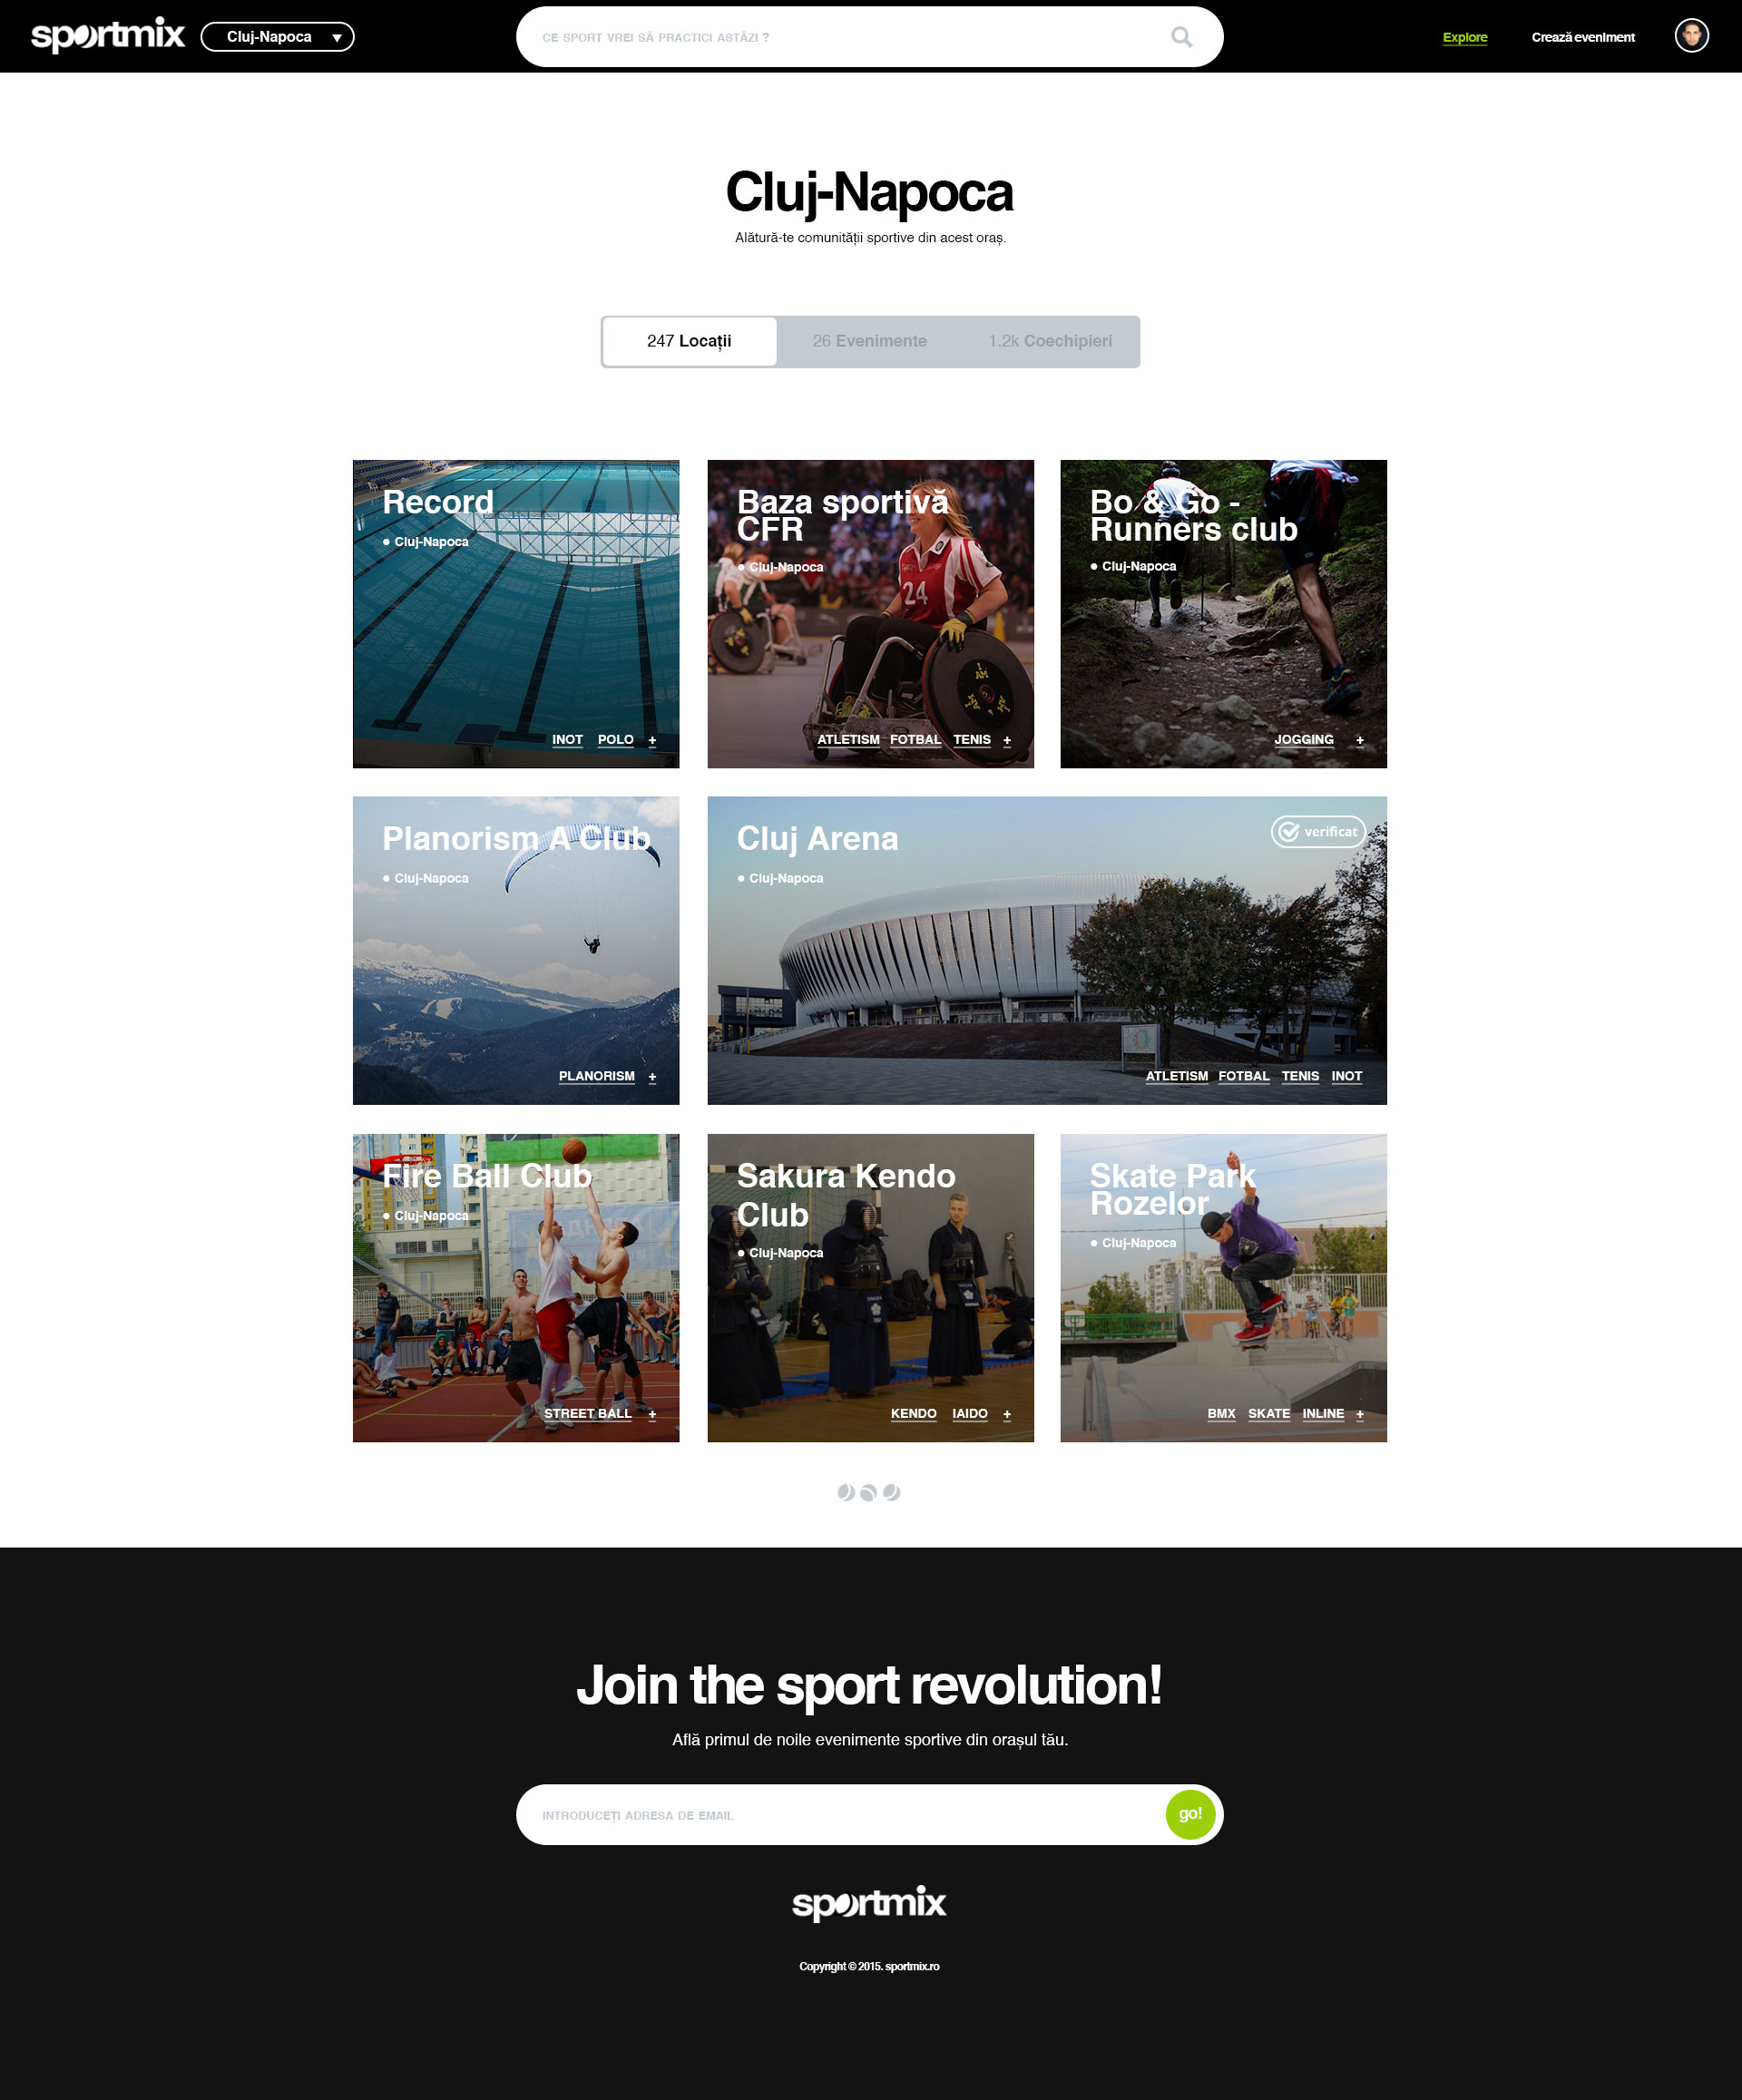 sportmix
Cluj-Napoca
CE SPORT VREI SĂ PRACTICI ASTĂZI ?
Explore
Crează eveniment
Cluj-Napoca
Alătură-te comunității sportive din acest oraș.
247 Locații
26 Evenimente
1.2k Coechipieri
Record
Cluj-Napoca
INOT POLO +
Baza sportivă
CFR
Cluj-Napoca
24
I AM
ATLETISM FOTBAL TENIS +
Bo & Go -
Runners club
Cluj-Napoca
JOGGING +
Planorism A Club
Cluj-Napoca
PLANORISM +
Cluj Arena
verificat
Cluj-Napoca
ATLETISM FOTBAL TENIS INOT
Fire Ball Club
Cluj-Napoca
STREET BALL +
Sakura Kendo
Club
Cluj-Napoca
KENDO IAIDO +
Skate Park
Rozelor
Cluj-Napoca
BMX SKATE INLINE +
Join the sport revolution!
Află primul de noile evenimente sportive din orașul tău.
INTRODUCEȚI ADRESA DE EMAIL
go!
sportmix
Copyright © 2015. sportmix.ro